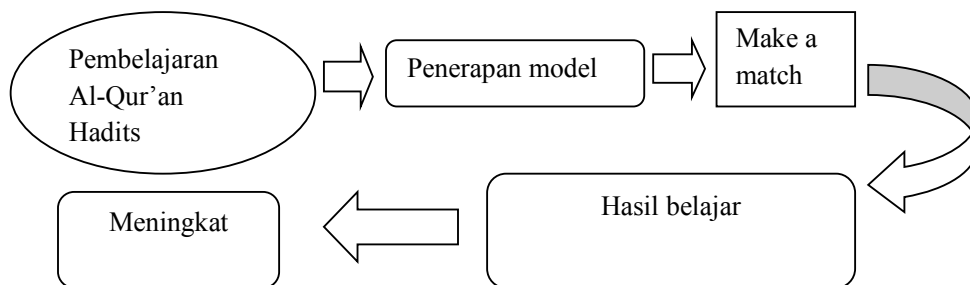 Pembelajaran
Al-Qur’an
Hadits
Penerapan model
Make a
match
Hasil belajar
Meningkat